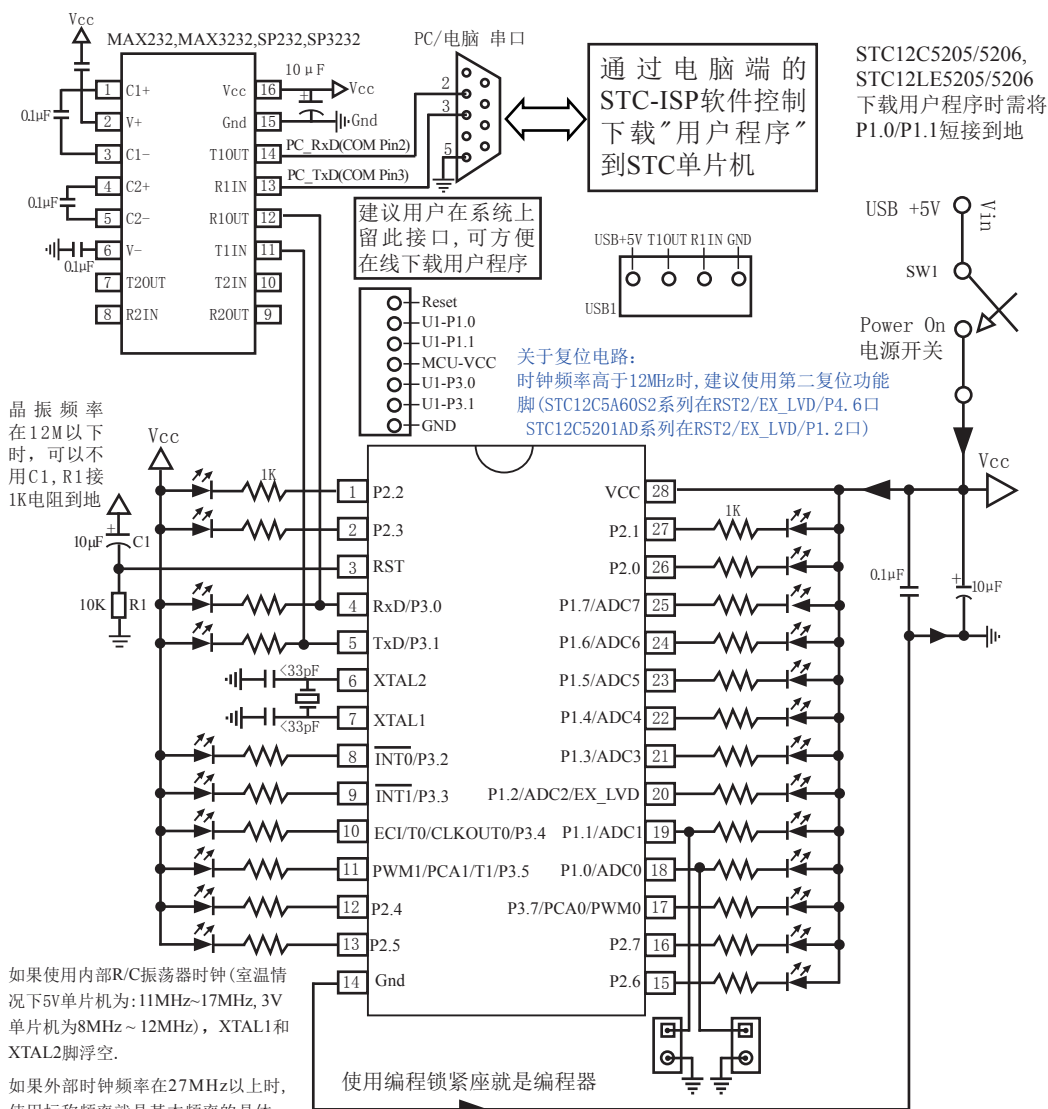 Vcc
MAX232,MAX3232,SP232,SP3232
1 C1+
2 V+
3 C1-
4 C2+
5 C2-
6 V-
7 T2OUT
8 R2IN
Vcc 16
Gnd 15
T1OUT 14
R1IN 13
R1OUT 12
T1IN 11
T2IN 10
R2OUT 9
0.1μF
0.1μF
0.1μF
10μF
Vcc
Gnd
PC_RxD(COM Pin2)
PC_TxD(COM Pin3)
PC/电脑 串口
2
3
5
通过电脑端的
STC-ISP软件控制
下载"用户程序"
到STC单片机
STC12C5205/5206,
STC12LE5205/5206
下载用户程序时需将
P1.0/P1.1短接到地
建议用户在系统上
留此接口,可方便
在线下载用户程序
Reset
U1-P1.0
U1-P1.1
MCU-VCC
U1-P3.0
U1-P3.1
GND
USB+5V T1OUT R1IN GND
USB1
USB +5V
Vin
SW1
Power On
电源开关
关于复位电路:
时钟频率高于12MHz时,建议使用第二复位功能
脚(STC12C5A60S2系列在RST2/EX_LVD/P4.6口
STC12C5201AD系列在RST2/EX_LVD/P1.2口)
晶振频率
在12M以下
时，可以不
用C1,R1接
1K电阻到地
Vcc
1K
+
10μF C1
10K R1
<33pF
<33pF
1 P2.2
2 P2.3
3 RST
4 RxD/P3.0
5 TxD/P3.1
6 XTAL2
7 XTAL1
8 INT0/P3.2
9 INT1/P3.3
10 ECI/T0/CLKOUT0/P3.4
11 PWM1/PCA1/T1/P3.5
12 P2.4
13 P2.5
14 Gnd
VCC 28
P2.1 27
P2.0 26
P1.7/ADC7 25
P1.6/ADC6 24
P1.5/ADC5 23
P1.4/ADC4 22
P1.3/ADC3 21
P1.2/ADC2/EX_LVD 20
P1.1/ADC1 19
P1.0/ADC0 18
P3.7/PCA0/PWM0 17
P2.7 16
P2.6 15
1K
Vcc
0.1μF
+
10μF
如果使用内部R/C振荡器时钟(室温情
况下5V单片机为:11MHz~17MHz, 3V
单片机为8MHz~12MHz)，XTAL1和
XTAL2脚浮空.
如果外部时钟频率在27MHz以上时,
使用标称频率就是基本频率的晶体
使用编程锁紧座就是编程器